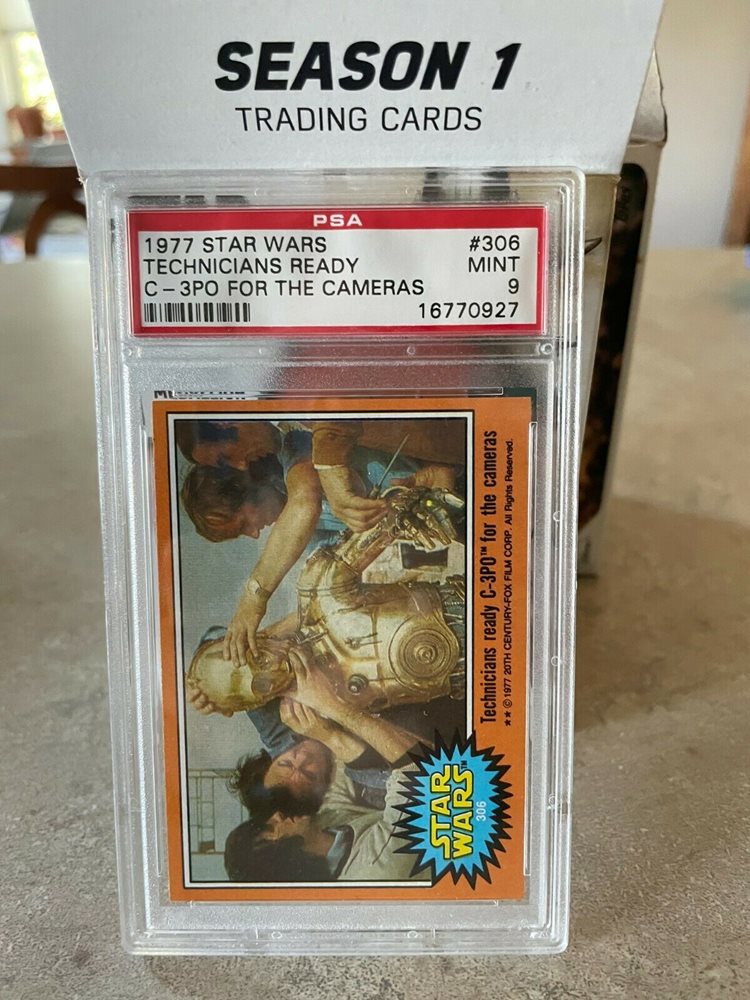 SEASON 1
TRADING CARDS
PSA
1977 STAR WARS #306
TECHNICIANS READY MINT
C-3PO FOR THE CAMERAS 9
16770927
Technicians ready C-3PO™ for the cameras
★★ © 1977 20TH CENTURY-FOX FILM CORP. All Rights Reserved.
STAR
WARS™
306